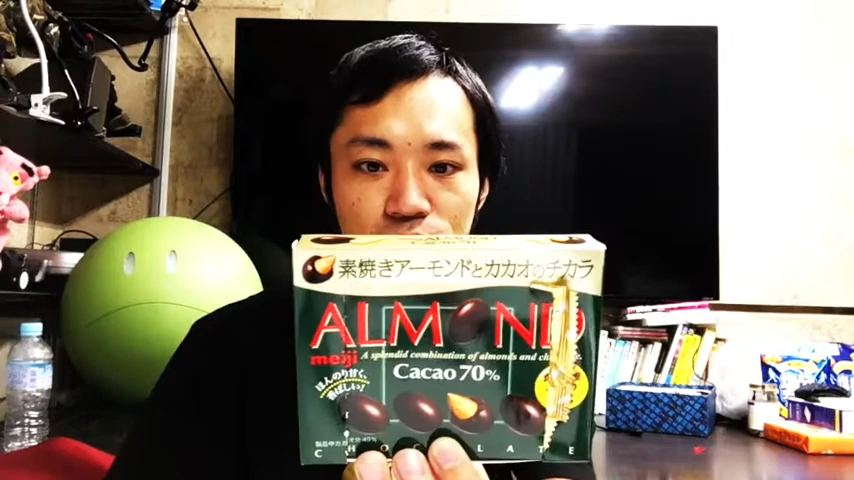 素焼きアーモンドとカカオのチカラ
ALMOND
meiji A splendid combination of almonds and
Cacao 70%
ほんのり甘く、
香ばしい!
CHOCOLATE